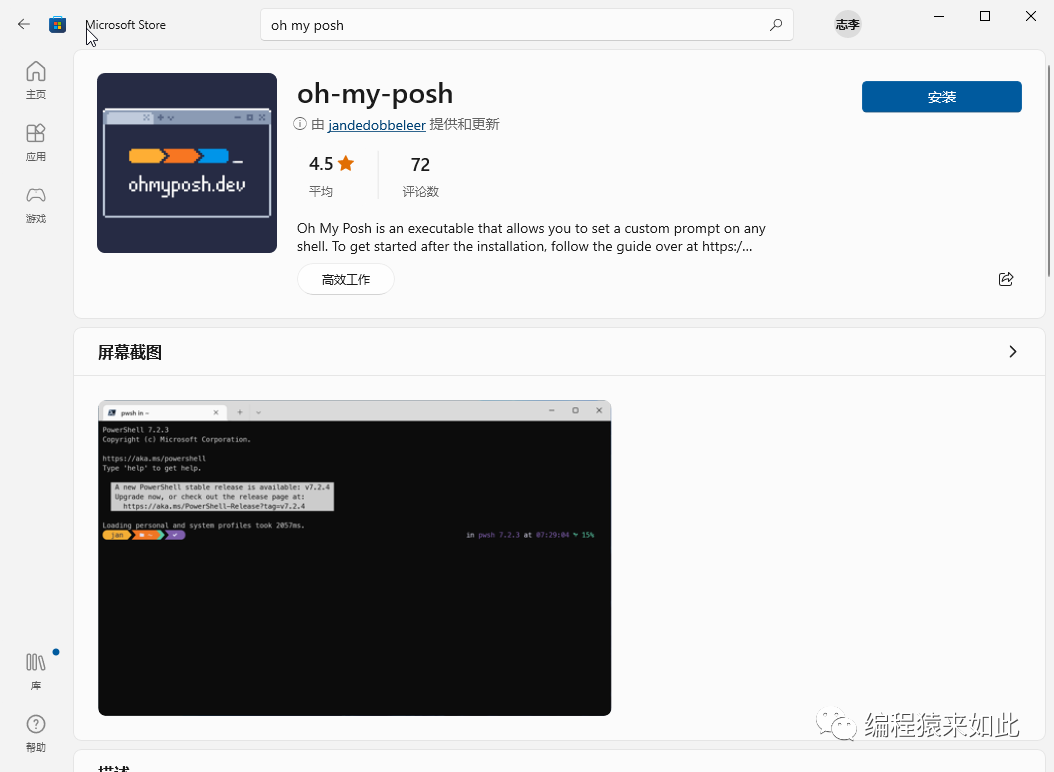 Microsoft Store
oh my posh
志李
主页
应用
游戏
库
帮助
ohmyposh.dev
oh-my-posh
由 jandedobbeleer 提供和更新
4.5
平均
72
评论数
安装
Oh My Posh is an executable that allows you to set a custom prompt on any
shell. To get started after the installation, follow the guide over at https:/...
高效工作
屏幕截图
pwsh in ~
PowerShell 7.2.3
Copyright (c) Microsoft Corporation.
https://aka.ms/powershell
Type 'help' to get help.
A new PowerShell stable release is available: v7.2.4
Upgrade now, or check out the release page at:
https://aka.ms/PowerShell-Release?tag=v7.2.4
Loading personal and system profiles took 2057ms.
jan
in pwsh 7.2.3 at 07:29:04 15%
编程猿来如此
描述